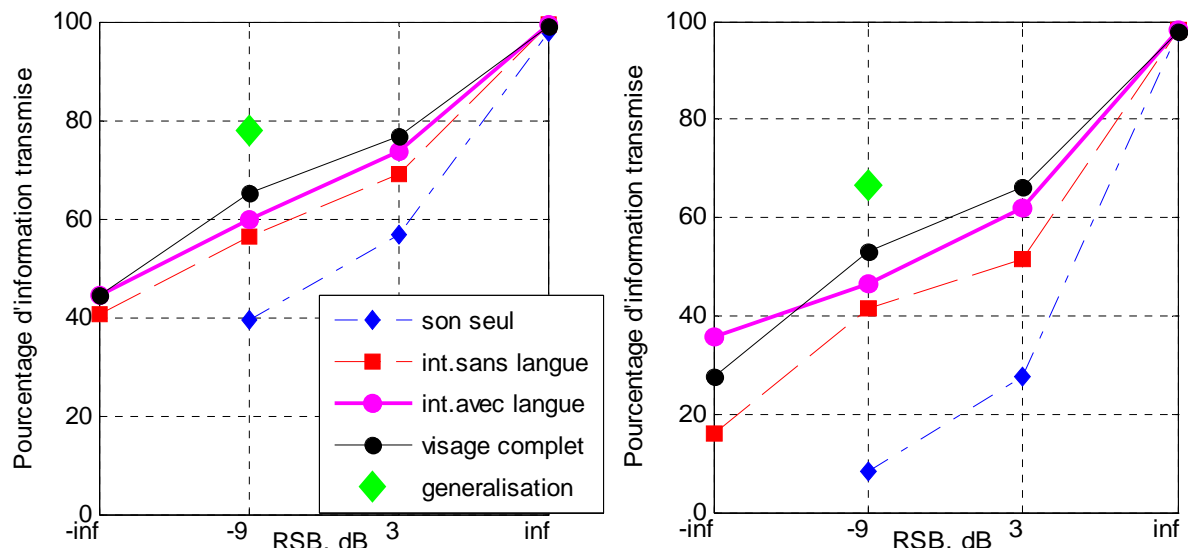 Pourcentage d'information transmise
100
80
60
40
20
0
-inf
-9
3
inf
RSB, dB
son seul
int.sans langue
int.avec langue
visage complet
generalisation
Pourcentage d'information transmise
100
80
60
40
20
0
-inf
-9
3
inf
RSB, dB